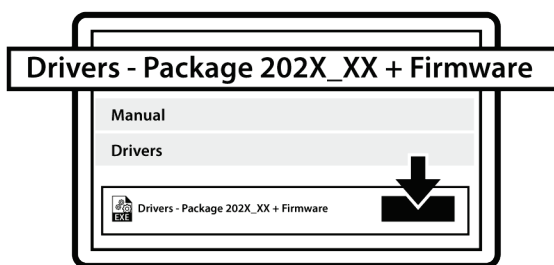 Drivers - Package 202X_XX + Firmware
Manual
Drivers
EXE Drivers - Package 202X_XX + Firmware